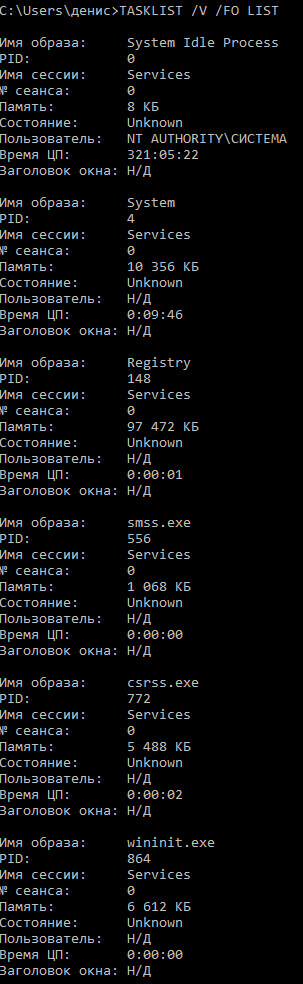 C:\Users\денис>TASKLIST /V /FO LIST
Имя образа: System Idle Process
PID: 0
Имя сессии: Services
№ сеанса: 0
Память: 8 КБ
Состояние: Unknown
Пользователь: NT AUTHORITY\СИСТЕМА
Время ЦП: 321:05:22
Заголовок окна: Н/Д
Имя образа: System
PID: 4
Имя сессии: Services
№ сеанса: 0
Память: 10 356 КБ
Состояние: Unknown
Пользователь: Н/Д
Время ЦП: 0:09:46
Заголовок окна: Н/Д
Имя образа: Registry
PID: 148
Имя сессии: Services
№ сеанса: 0
Память: 97 472 КБ
Состояние: Unknown
Пользователь: Н/Д
Время ЦП: 0:00:01
Заголовок окна: Н/Д
Имя образа: smss.exe
PID: 556
Имя сессии: Services
№ сеанса: 0
Память: 1 068 КБ
Состояние: Unknown
Пользователь: Н/Д
Время ЦП: 0:00:00
Заголовок окна: Н/Д
Имя образа: csrss.exe
PID: 772
Имя сессии: Services
№ сеанса: 0
Память: 5 488 КБ
Состояние: Unknown
Пользователь: Н/Д
Время ЦП: 0:00:02
Заголовок окна: Н/Д
Имя образа: wininit.exe
PID: 864
Имя сессии: Services
№ сеанса: 0
Память: 6 612 КБ
Состояние: Unknown
Пользователь: Н/Д
Время ЦП: 0:00:00
Заголовок окна: Н/Д